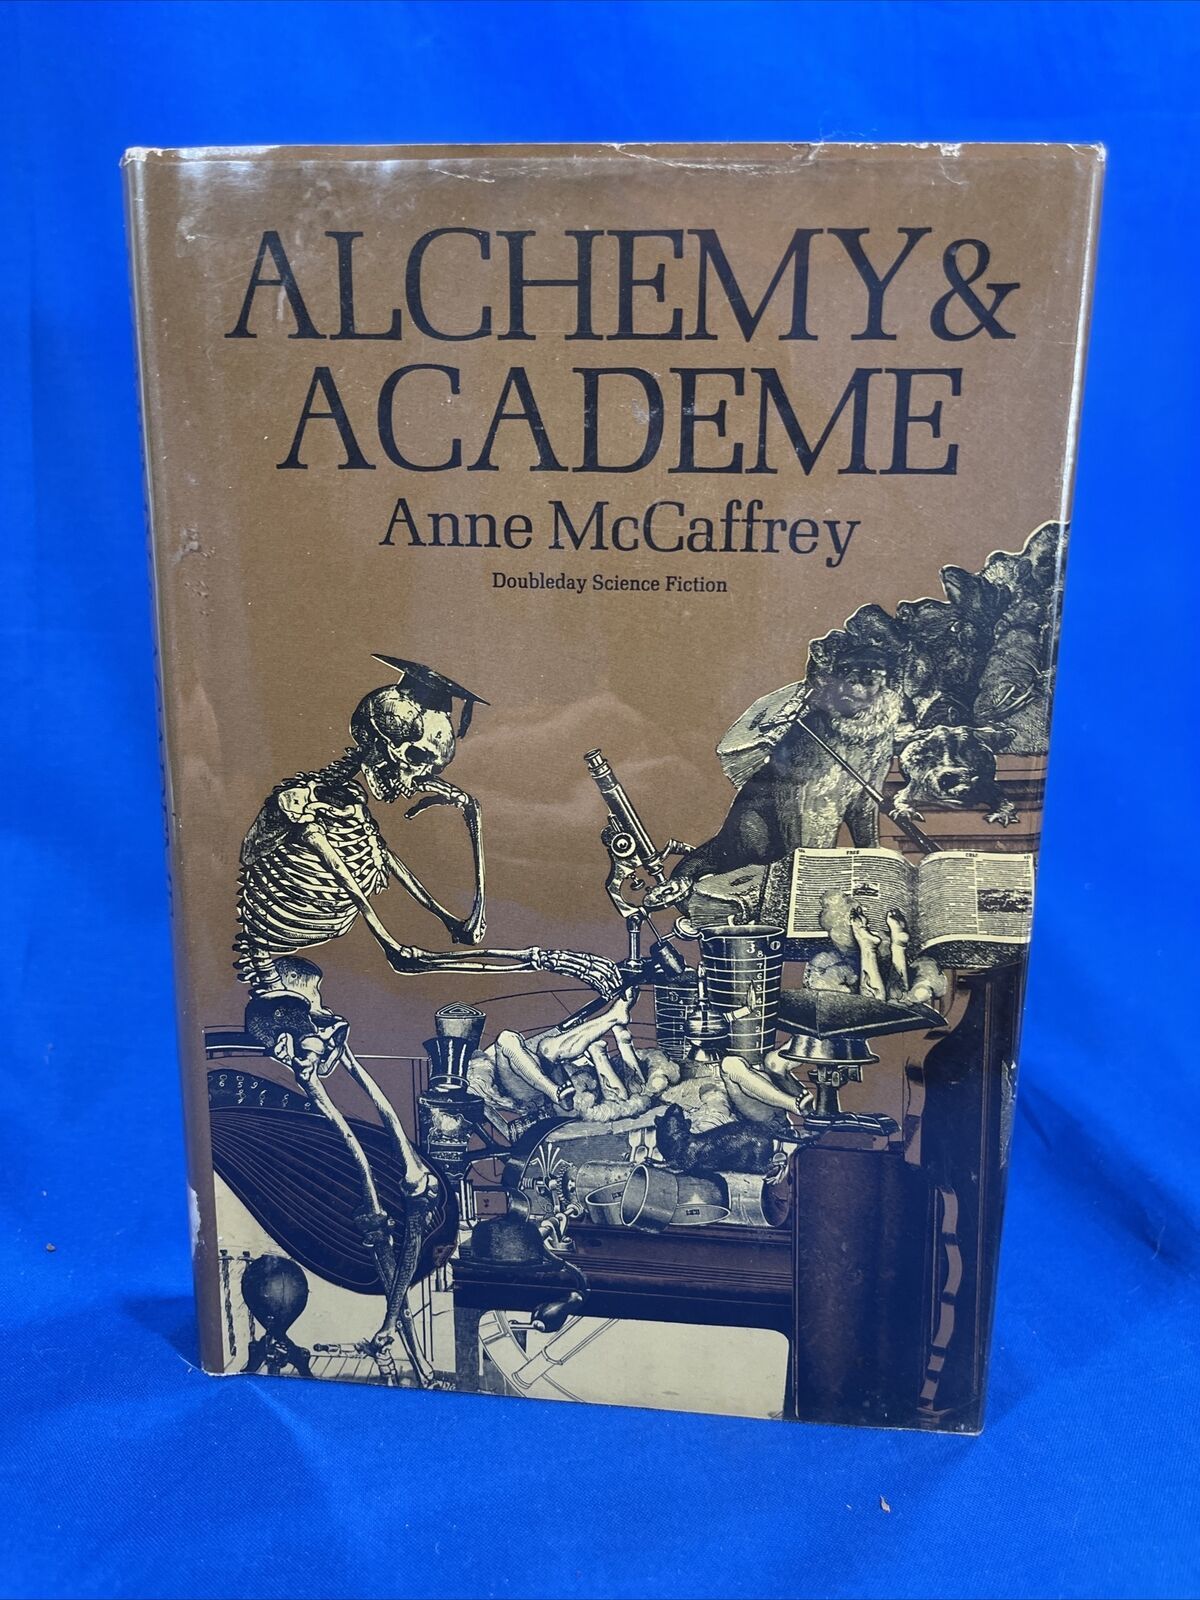 ALCHEMY &
ACADEME
Anne McCaffrey
Doubleday Science Fiction